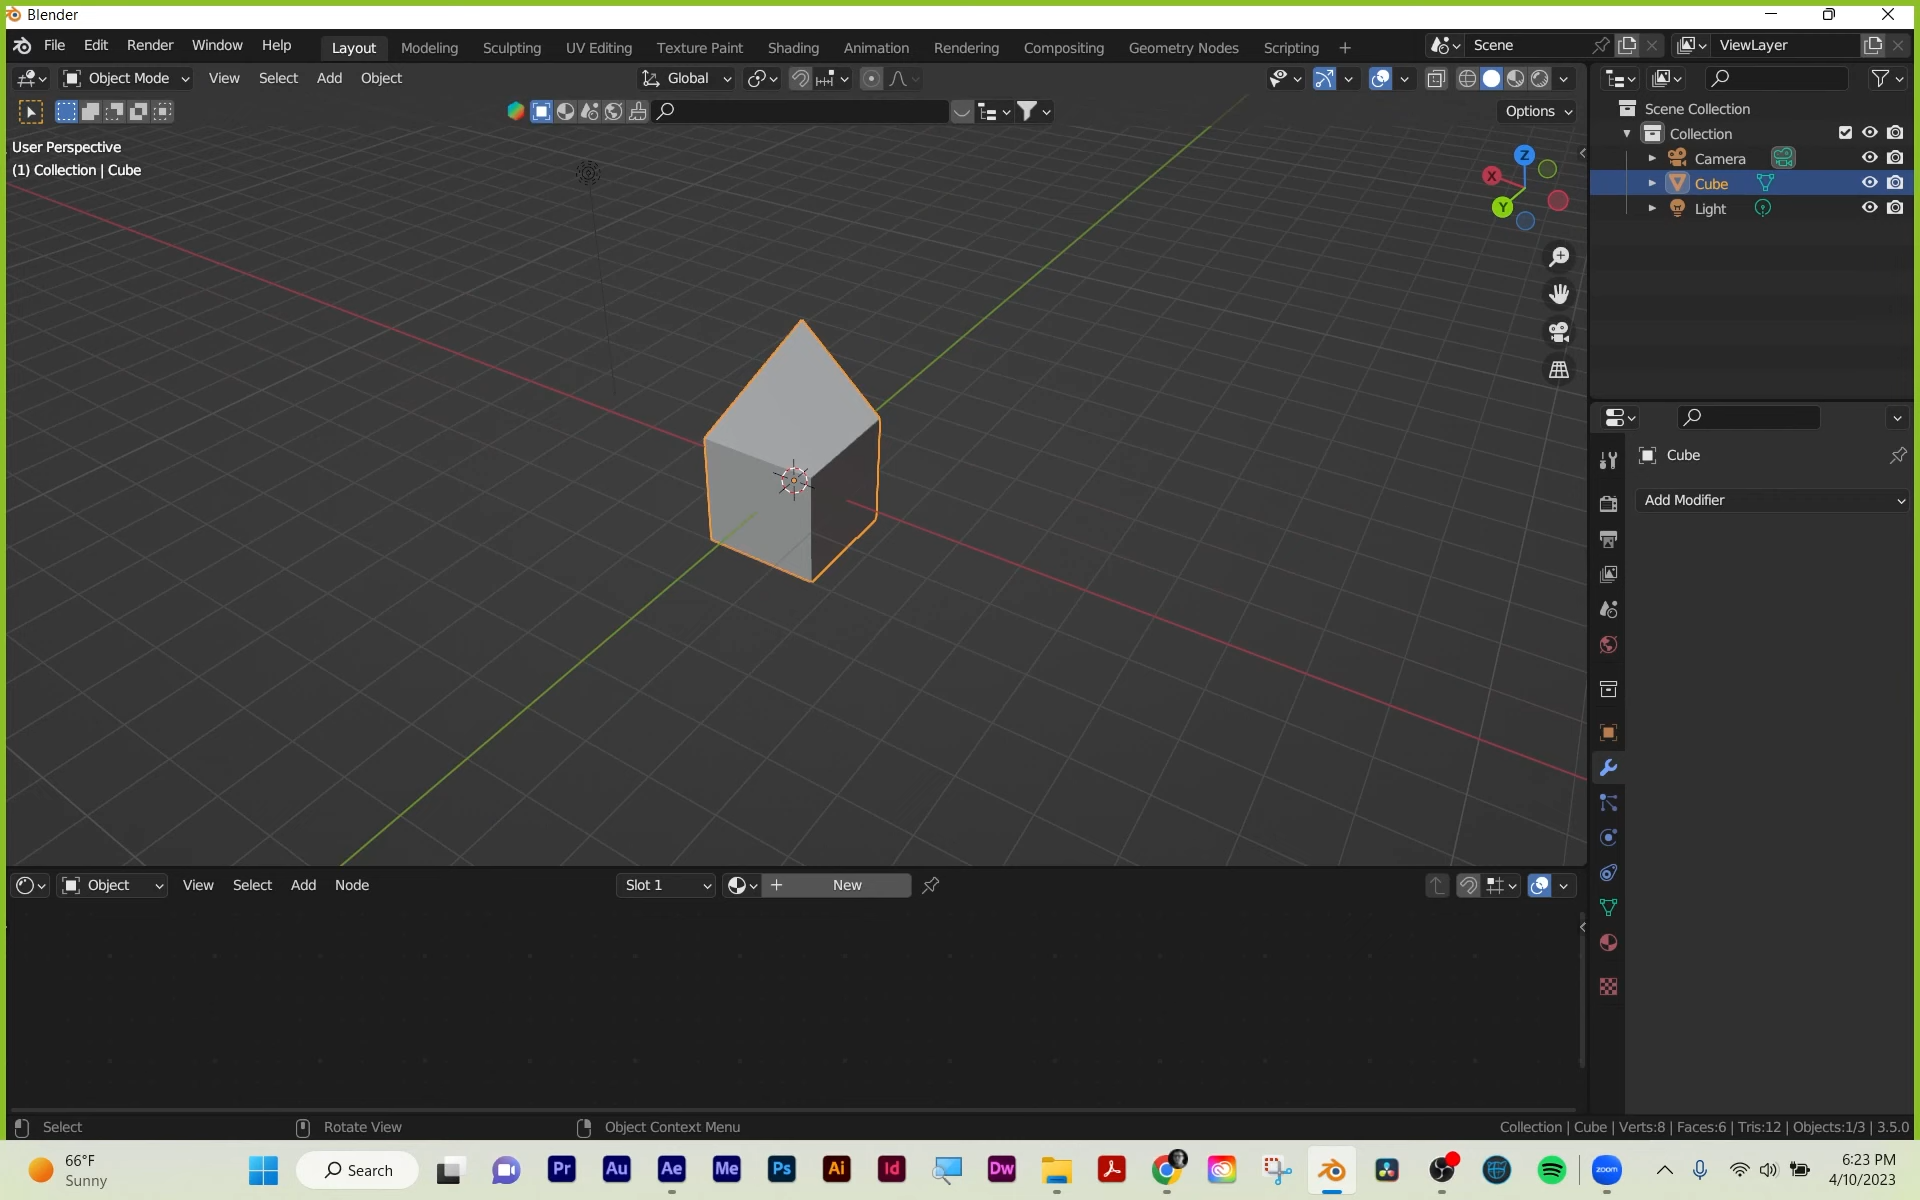 Blender
File Edit Render Window Help Layout Modeling Sculpting UV Editing Texture Paint Shading Animation Rendering Compositing Geometry Nodes Scripting + Scene ViewLayer
Object Mode View Select Add Object Global
Options
User Perspective
(1) Collection | Cube
Z
X
Y
Scene Collection
Collection
Camera
Cube
Light
Cube
Add Modifier
Object View Select Add Node Slot 1 + New
Select Rotate View Object Context Menu Collection | Cube | Verts:8 | Faces:6 | Tris:12 | Objects:1/3 | 3.5.0
66°F
Sunny
Search
Pr Au Ae Me Ps Ai Id Dw zoom
6:23 PM
4/10/2023